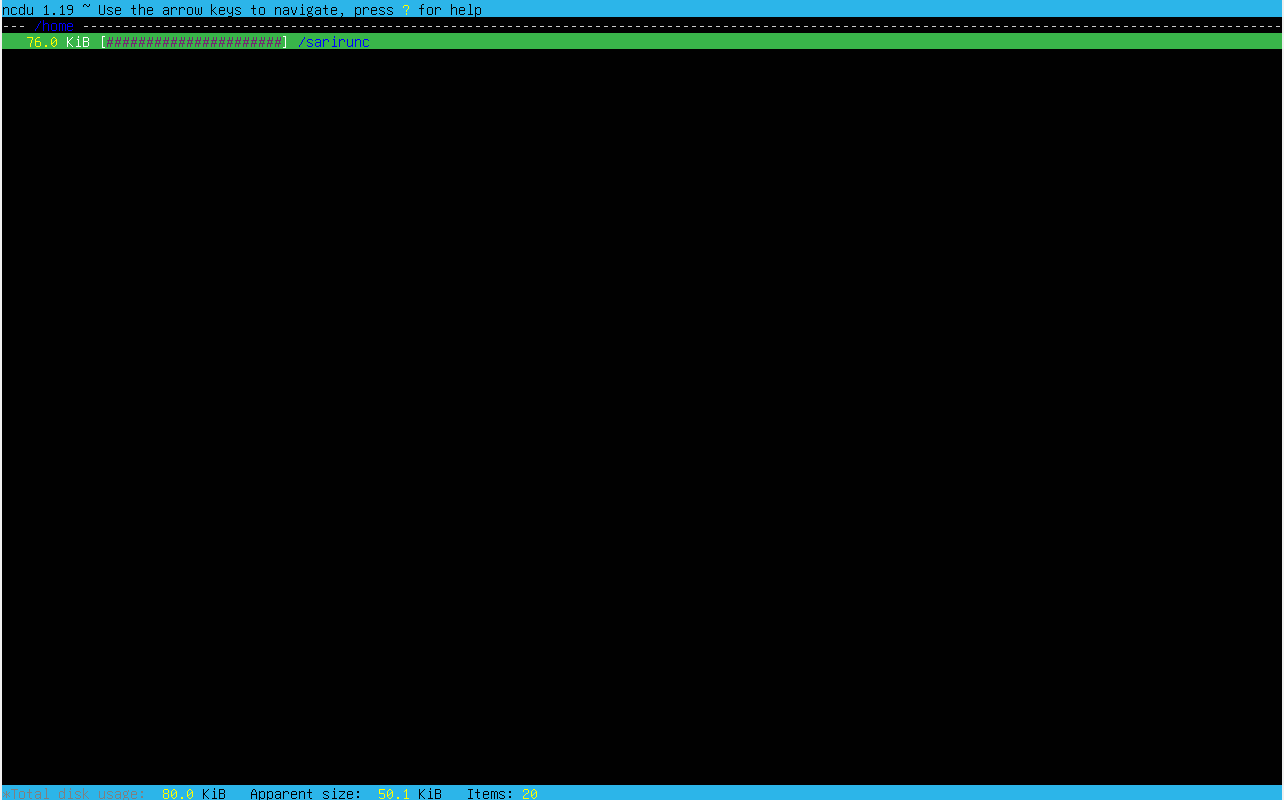 ncdu 1.19 ~ Use the arrow keys to navigate, press ? for help
--- /home ------------------------------------------------------------------------------------------------------------------------------------------------------
   76.0 KiB [######################] /sarirunc
*Total disk usage:  80.0 KiB   Apparent size:  50.1 KiB   Items: 20